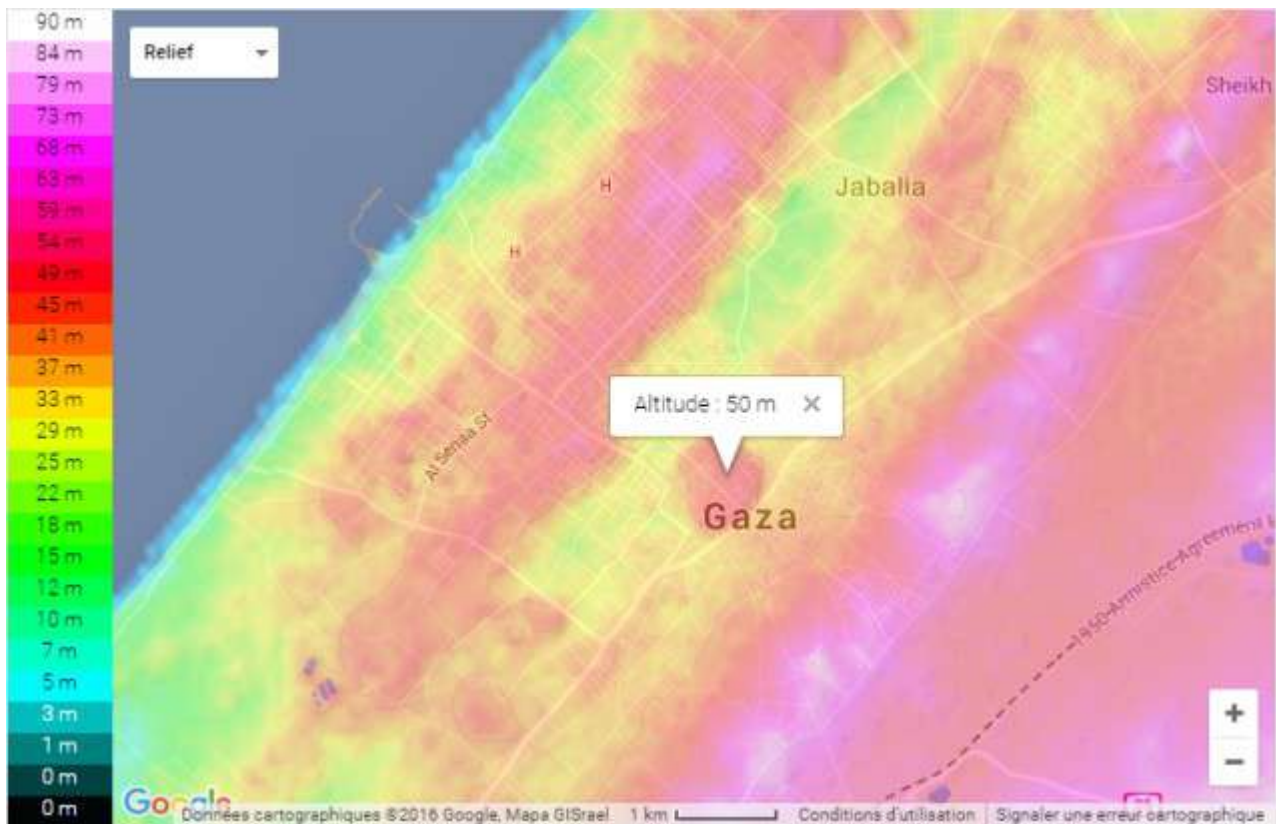 90 m
84 m
79 m
73 m
68 m
63 m
59 m
54 m
49 m
45 m
41 m
37 m
33 m
29 m
25 m
22 m
18 m
15 m
12 m
10 m
7 m
5 m
3 m
1 m
0 m
0 m
Relief
Sheikh
Jabalia
H
H
Altitude : 50 m
Al Senaa St
Gaza
1950 Armistice Agreement
+
−
Google
Données cartographiques ©2016 Google, Mapa GISrael 1 km Conditions d'utilisation Signaler une erreur cartographique